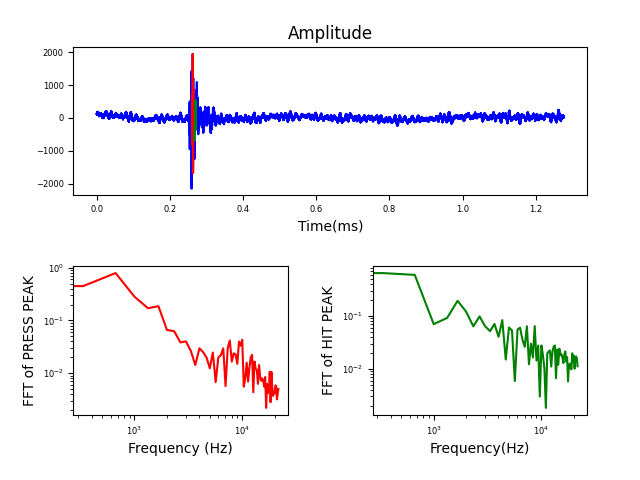 Amplitude
2000
1000
0
−1000
−2000
0.0 0.2 0.4 0.6 0.8 1.0 1.2
Time(ms)
FFT of PRESS PEAK
10⁰
10⁻¹
10⁻²
10³ 10⁴
Frequency (Hz)
FFT of HIT PEAK
10⁻¹
10⁻²
10³ 10⁴
Frequency(Hz)